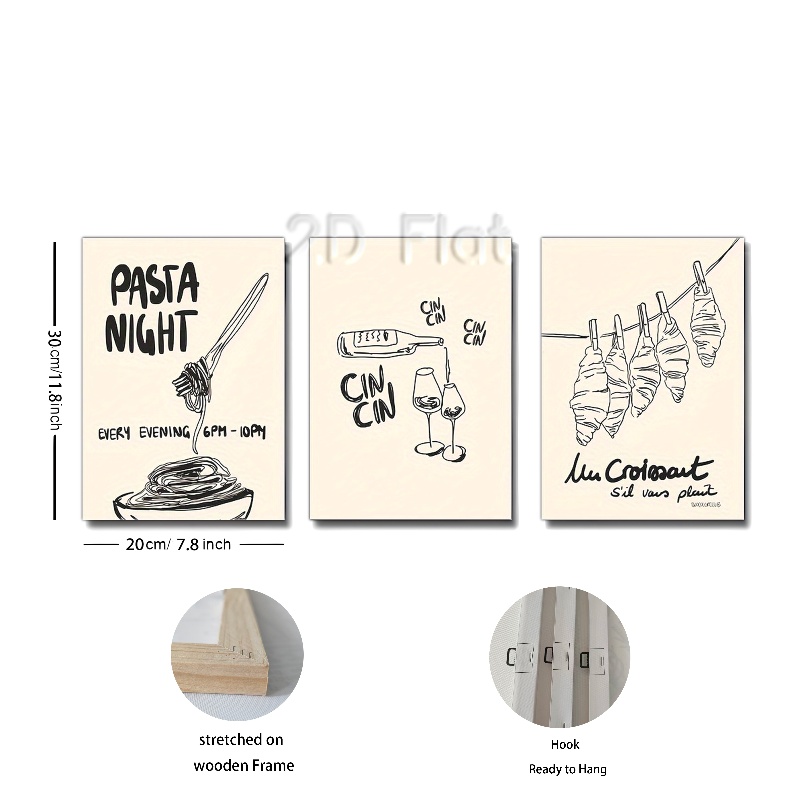 2.D Flat
PASTA
NIGHT
EVERY EVENING 6PM - 10PM
CIN
CIN
CIN
CIN
CIN
CIN
Un Croissant
s'il vous plait
30cm/11.8inch
20cm/ 7.8 inch
stretched on
wooden Frame
Hook
Ready to Hang